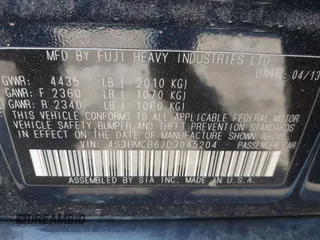 MFD BY FUJI HEAVY INDUSTRIES LTD.
DATE: 04/13
GVWR: 4435 LB ( 2010 KG)
GAWR: F 2360 LB ( 1070 KG)
GAWR: R 2340 LB ( 1060 KG)
THIS VEHICLE CONFORMS TO ALL APPLICABLE FEDERAL MOTOR
VEHICLE SAFETY, BUMPER, AND THEFT PREVENTION STANDARDS
IN EFFECT ON THE DATE OF MANUFACTURE SHOWN ABOVE
VIN: 4S3BMCB62D3045204
PASSENGER CAR
ASSEMBLED BY SIA INC. MADE IN U.S.A.